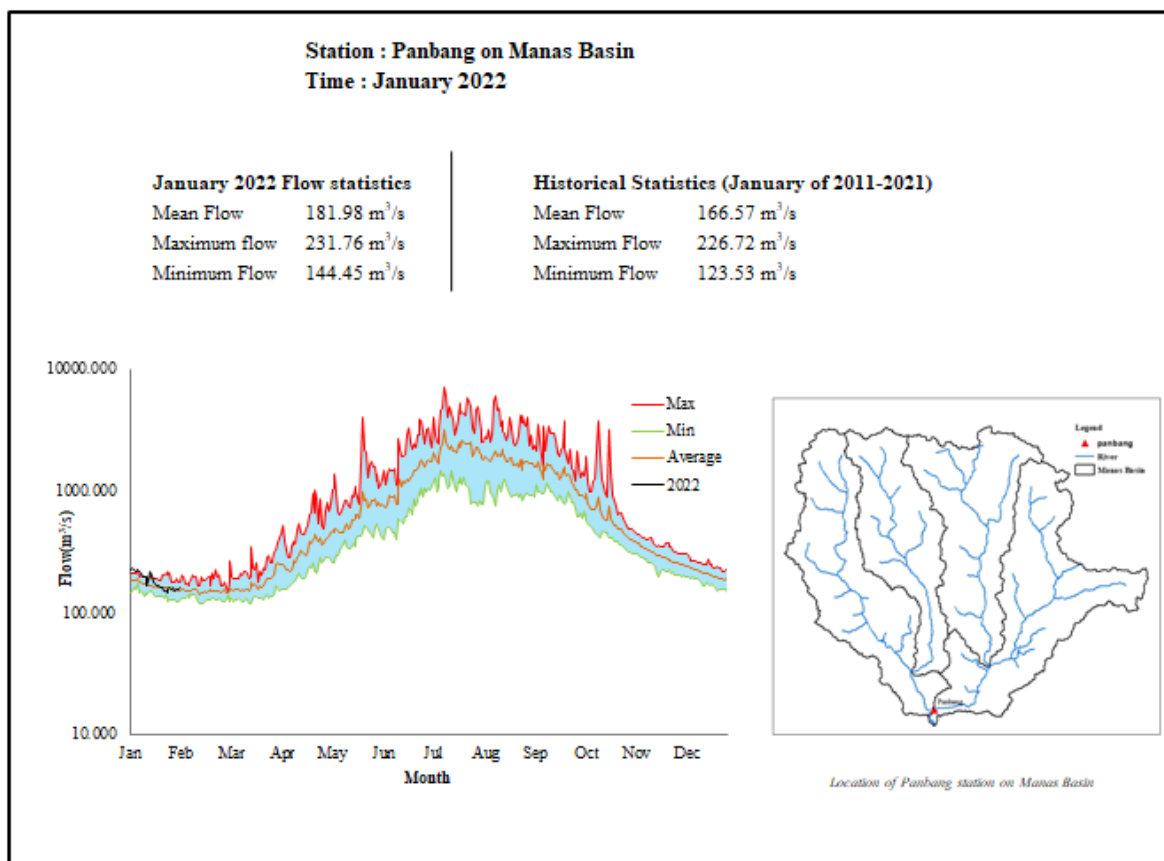 Station : Panbang on Manas Basin
Time : January 2022
January 2022 Flow statistics
Mean Flow 181.98 m³/s
Maximum flow 231.76 m³/s
Minimum Flow 144.45 m³/s
Historical Statistics (January of 2011-2021)
Mean Flow 166.57 m³/s
Maximum Flow 226.72 m³/s
Minimum Flow 123.53 m³/s
10000.000
1000.000
100.000
10.000
Flow(m³/s)
Jan Feb Mar Apr May Jun Jul Aug Sep Oct Nov Dec
Month
Max
Min
Average
2022
Legend
panbang
River
Manas Basin
Panbang
Location of Panbang station on Manas Basin